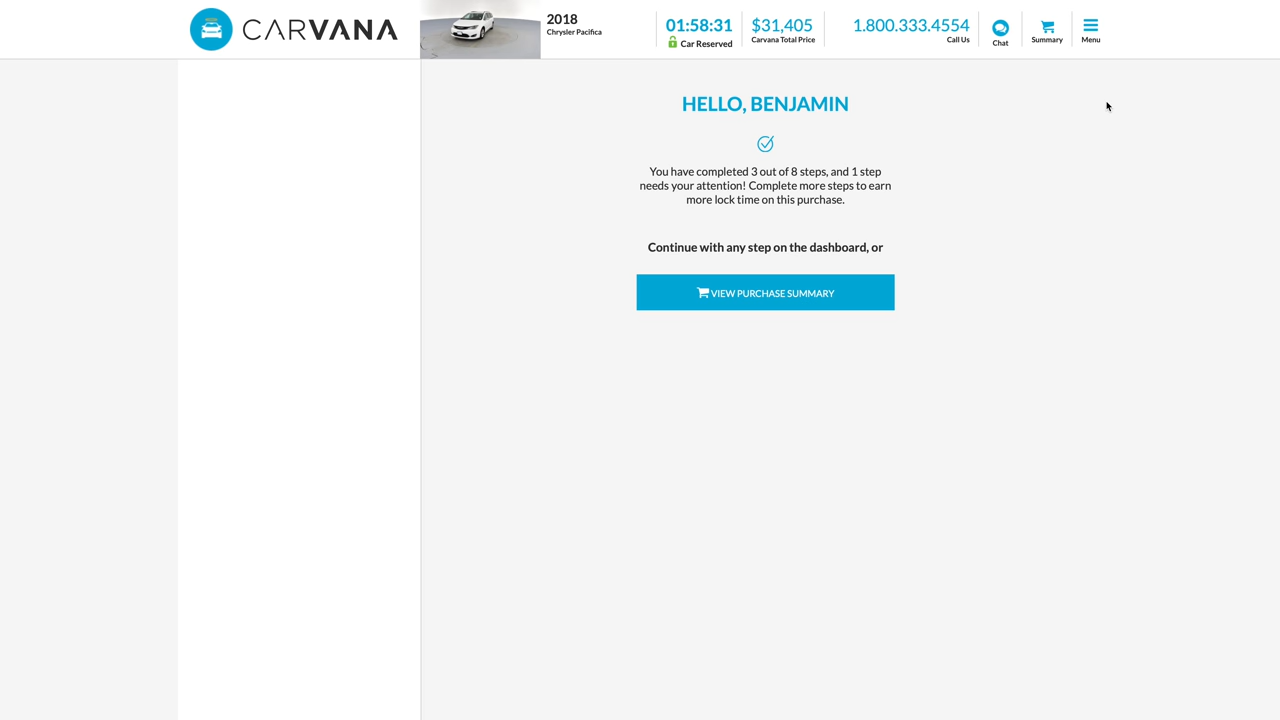 CARVANA
2018
Chrysler Pacifica
01:58:31
Car Reserved
$31,405
Carvana Total Price
1.800.333.4554
Call Us
Chat
Summary
Menu
HELLO, BENJAMIN
You have completed 3 out of 8 steps, and 1 step
needs your attention! Complete more steps to earn
more lock time on this purchase.
Continue with any step on the dashboard, or
VIEW PURCHASE SUMMARY